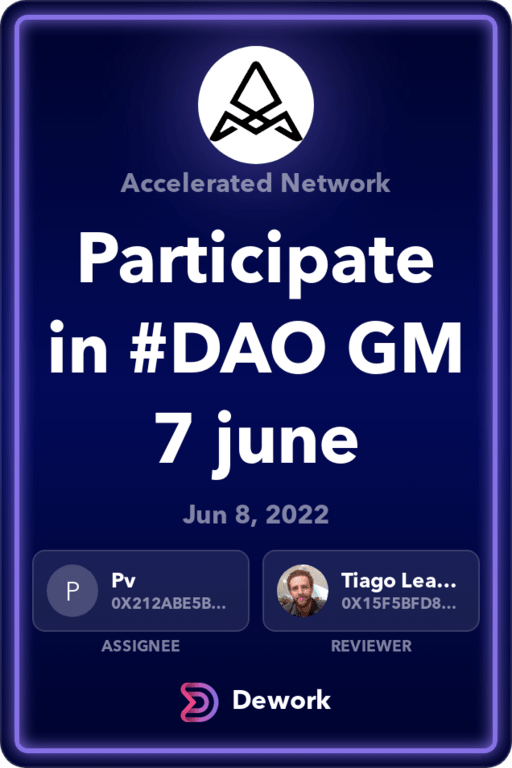 Accelerated Network
Participate
in #DAO GM
7 june
Jun 8, 2022
P
Pv
0X212ABE5B...
Tiago Lea...
0X15F5BFD8...
ASSIGNEE
REVIEWER
Dework